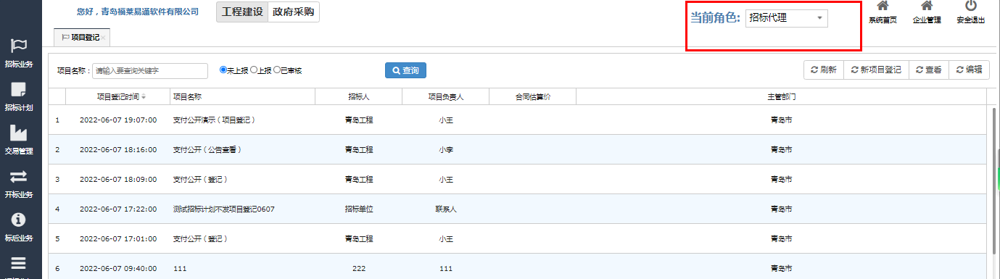 您好，青岛福莱易通软件有限公司
工程建设 政府采购
当前角色: 招标代理
系统首页 企业管理 安全退出
招标业务
招标计划
交易管理
开标业务
标后业务
项目登记
项目名称： 请输入要查询关键字 未上报 上报 已审核 查询 刷新 新项目登记 查看 编辑
项目登记时间 项目名称 招标人 项目负责人 合同估算价 主管部门
1 2022-06-07 19:07:00 支付公开演示（项目登记） 青岛工程 小王 青岛市
2 2022-06-07 18:16:00 支付公开（公告查看） 青岛工程 小李 青岛市
3 2022-06-07 18:09:00 支付公开（登记） 青岛工程 小王 青岛市
4 2022-06-07 17:22:00 测试招标计划不发项目登记0607 招标单位 联系人 青岛市
5 2022-06-07 17:01:00 支付公开（登记） 青岛工程 小王 青岛市
6 2022-06-07 09:40:00 111 222 111 青岛市